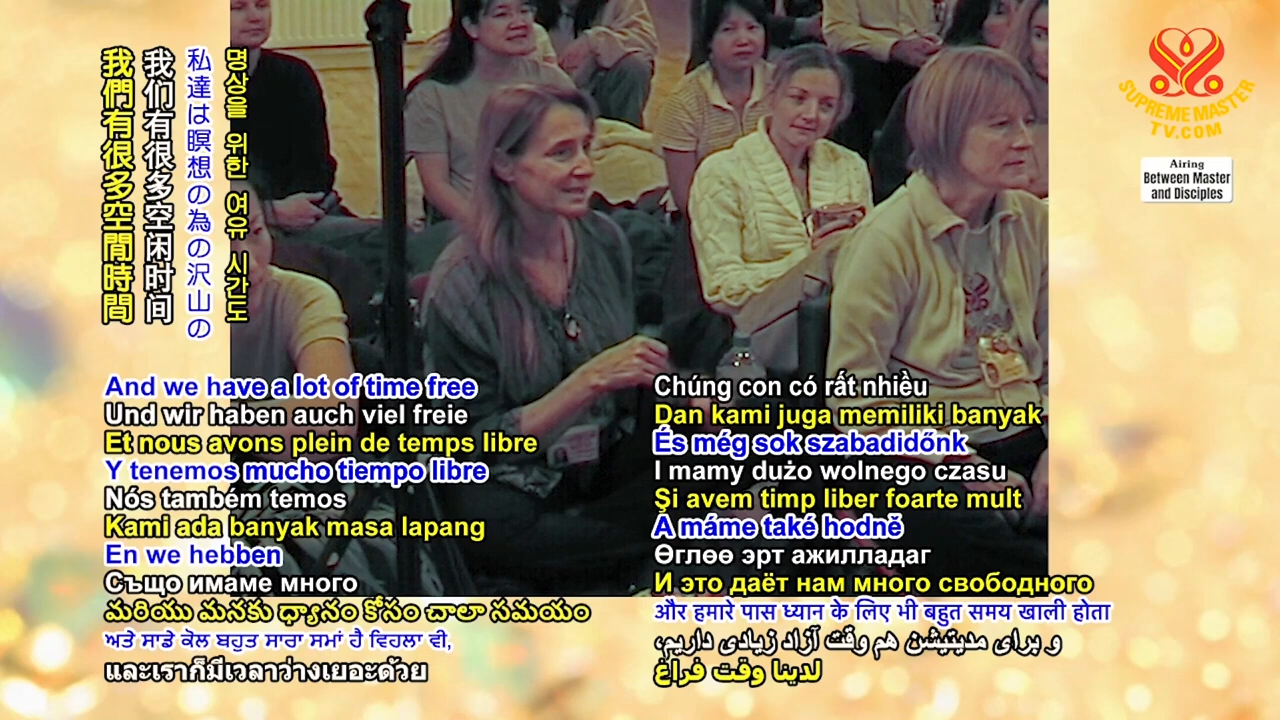 我們有很多空閒時間
我们有很多空闲时间
私達は瞑想の為の沢山の
명상을 위한 여유 시간도
And we have a lot of time free
Und wir haben auch viel freie
Et nous avons plein de temps libre
Y tenemos mucho tiempo libre
Nós também temos
Kami ada banyak masa lapang
En we hebben
Също имаме много
మరియు మనకు ధ్యానం కోసం చాలా సమయం
ਅਤੇ ਸਾਡੇ ਕੋਲ ਬਹੁਤ ਸਾਰਾ ਸਮਾਂ ਹੈ ਵਿਹਲਾ ਵੀ,
และเราก็มีเวลาว่างเยอะด้วย
Chúng con có rất nhiều
Dan kami juga memiliki banyak
És még sok szabadidőnk
I mamy dużo wolnego czasu
Şi avem timp liber foarte mult
A máme také hodně
Өглөө эрт ажилладаг
И это даёт нам много свободного
और हमारे पास ध्यान के लिए भी बहुत समय खाली होता
و برای مدیتیشن هم وقت آزاد زیادی داریم،
لدينا وقت فراغ
SUPREME MASTER
TV.COM
Airing
Between Master
and Disciples